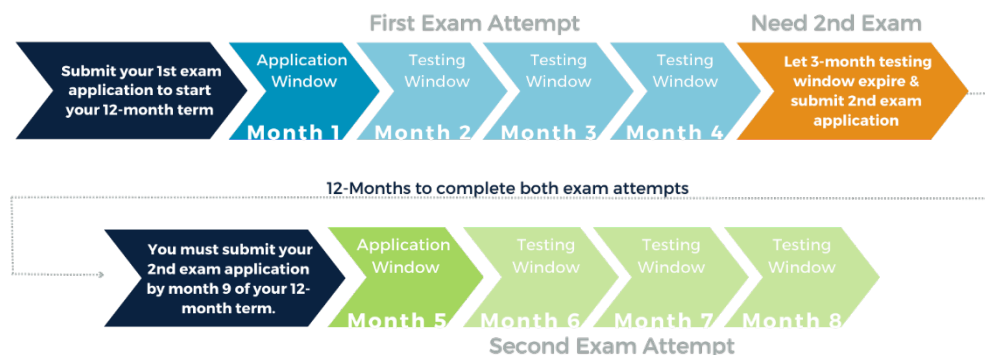 First Exam Attempt
Need 2nd Exam
Submit your 1st exam
application to start
your 12-month term
Application
Window
Month 1
Testing
Window
Month 2
Testing
Window
Month 3
Testing
Window
Month 4
Let 3-month testing
window expire &
submit 2nd exam
application
12-Months to complete both exam attempts
You must submit your
2nd exam application
by month 9 of your 12-
month term.
Application
Window
Month 5
Testing
Window
Month 6
Testing
Window
Month 7
Testing
Window
Month 8
Second Exam Attempt